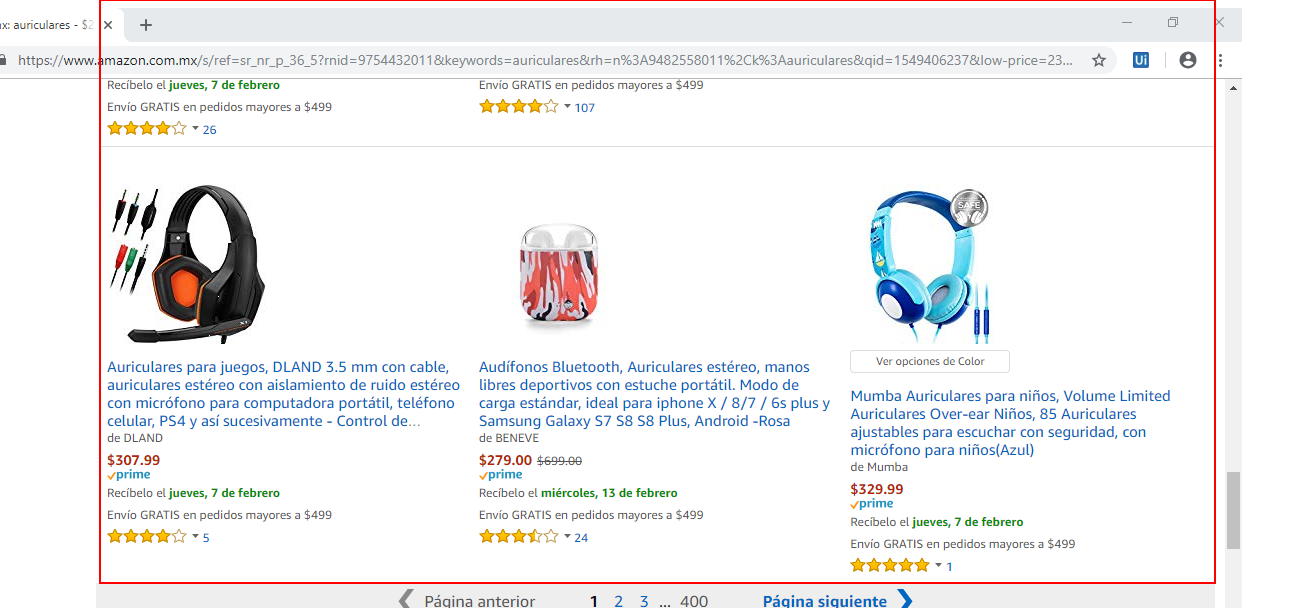 x: auriculares - $2
https://www.amazon.com.mx/s/ref=sr_nr_p_36_5?rnid=9754432011&keywords=auriculares&rh=n%3A9482558011%2Ck%3Aauriculares&qid=1549406237&low-price=23...
Ui
Recíbelo el jueves, 7 de febrero
Envío GRATIS en pedidos mayores a $499
26
Envío GRATIS en pedidos mayores a $499
107
Auriculares para juegos, DLAND 3.5 mm con cable,
auriculares estéreo con aislamiento de ruido estéreo
con micrófono para computadora portátil, teléfono
celular, PS4 y así sucesivamente - Control de...
de DLAND
$307.99
prime
Recíbelo el jueves, 7 de febrero
Envío GRATIS en pedidos mayores a $499
5
Audífonos Bluetooth, Auriculares estéreo, manos
libres deportivos con estuche portátil. Modo de
carga estándar, ideal para iphone X / 8/7 / 6s plus y
Samsung Galaxy S7 S8 S8 Plus, Android -Rosa
de BENEVE
$279.00 $699.00
prime
Recíbelo el miércoles, 13 de febrero
Envío GRATIS en pedidos mayores a $499
24
SAFE
Ver opciones de Color
Mumba Auriculares para niños, Volume Limited
Auriculares Over-ear Niños, 85 Auriculares
ajustables para escuchar con seguridad, con
micrófono para niños(Azul)
de Mumba
$329.99
prime
Recíbelo el jueves, 7 de febrero
Envío GRATIS en pedidos mayores a $499
1
Página anterior 1 2 3 ... 400 Página siguiente